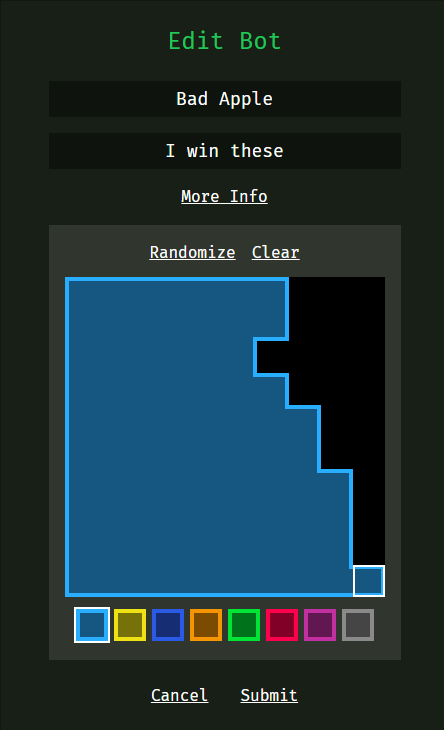 Edit Bot
Bad Apple
I win these
More Info
Randomize Clear
Cancel Submit